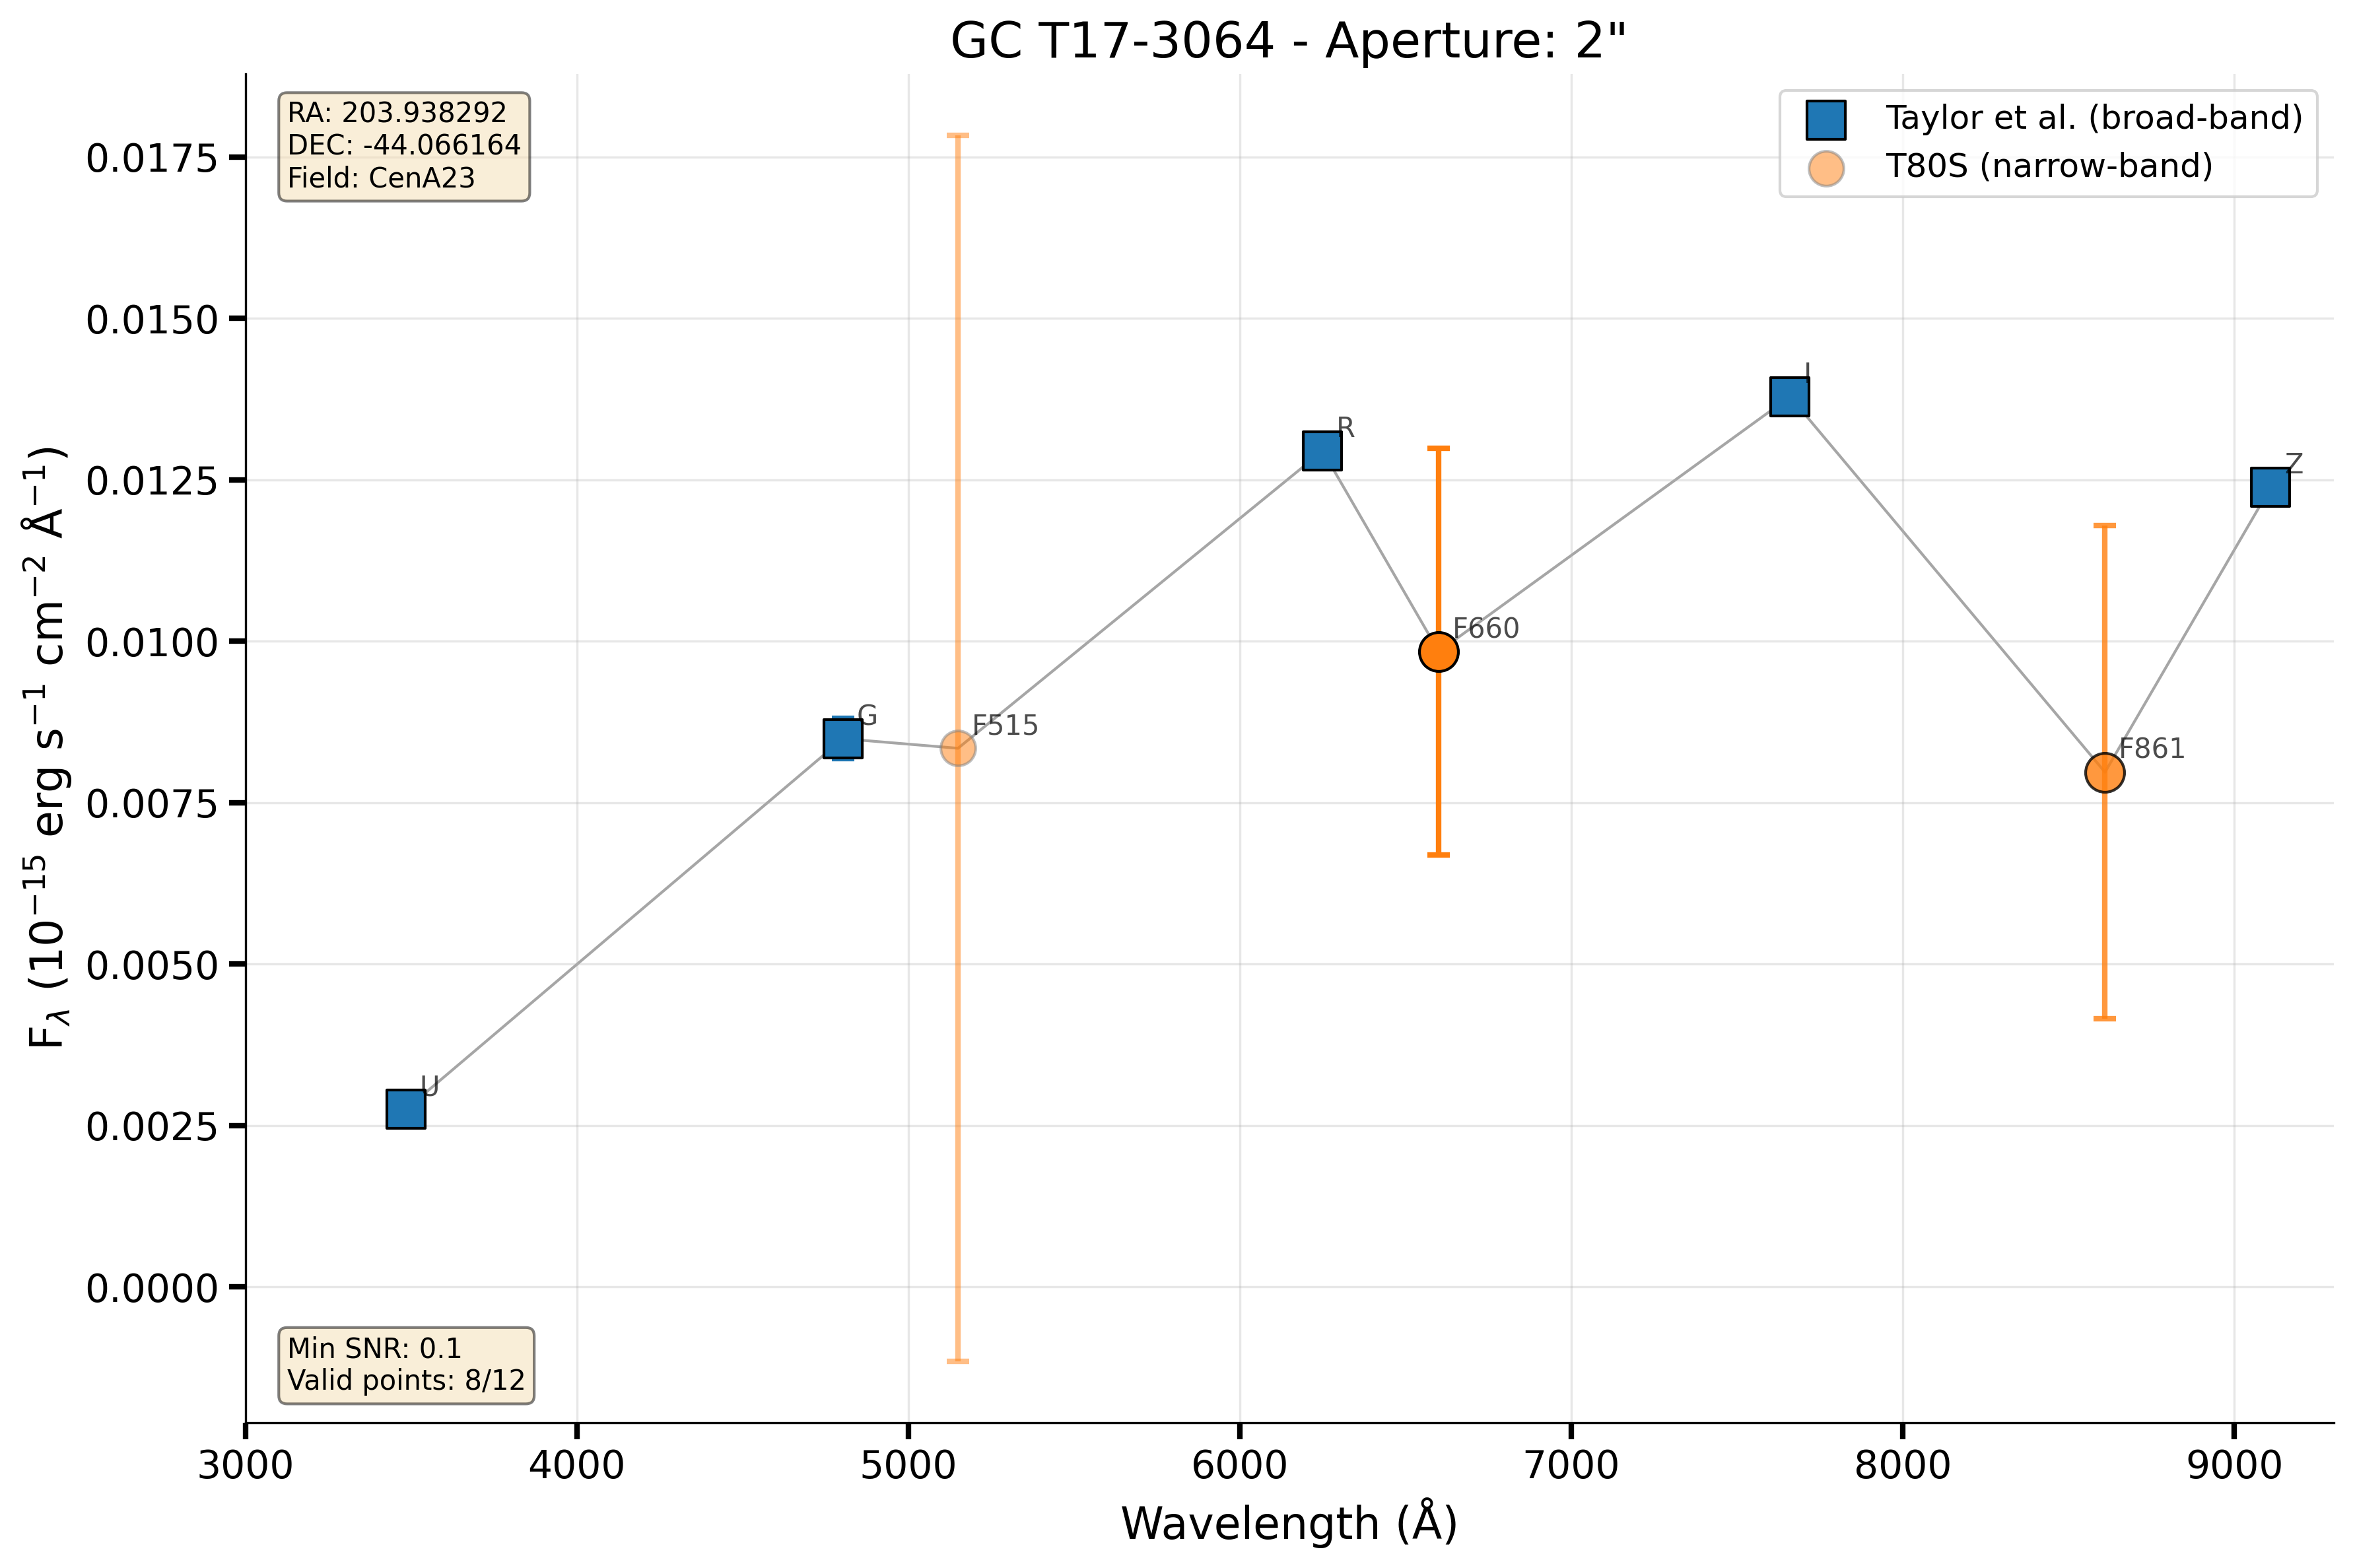 GC T17-3064 - Aperture: 2"
RA: 203.938292
DEC: -44.066164
Field: CenA23
Taylor et al. (broad-band)
T80S (narrow-band)
0.0175
0.0150
0.0125
0.0100
0.0075
0.0050
0.0025
0.0000
F_λ (10⁻¹⁵ erg s⁻¹ cm⁻² Å⁻¹)
U
G
F515
R
F660
I
F861
Z
Min SNR: 0.1
Valid points: 8/12
3000 4000 5000 6000 7000 8000 9000
Wavelength (Å)